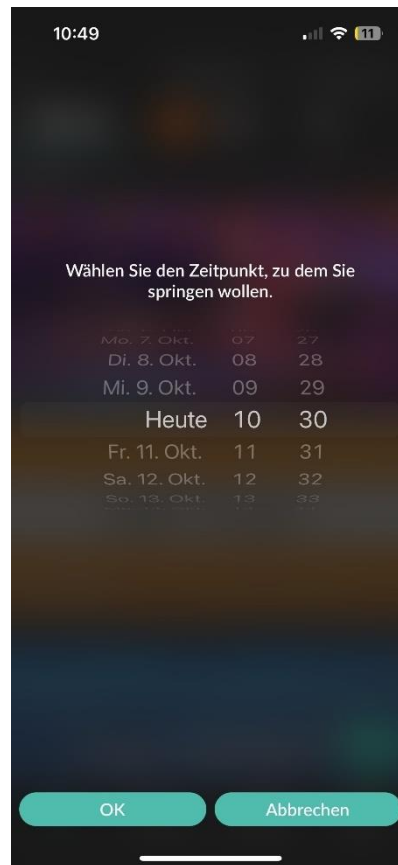 10:49
11
Wählen Sie den Zeitpunkt, zu dem Sie
springen wollen.
Mo. 7. Okt. 07 27
Di. 8. Okt. 08 28
Mi. 9. Okt. 09 29
Heute 10 30
Fr. 11. Okt. 11 31
Sa. 12. Okt. 12 32
So. 13. Okt. 13 33
OK Abbrechen